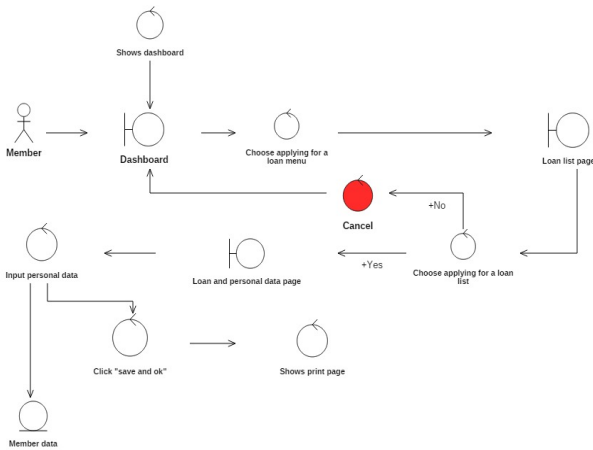 Shows dashboard
Member
Dashboard
Choose applying for a
loan menu
Loan list page
Cancel
+No
Input personal data
Loan and personal data page
+Yes
Choose applying for a loan
list
Click "save and ok"
Shows print page
Member data